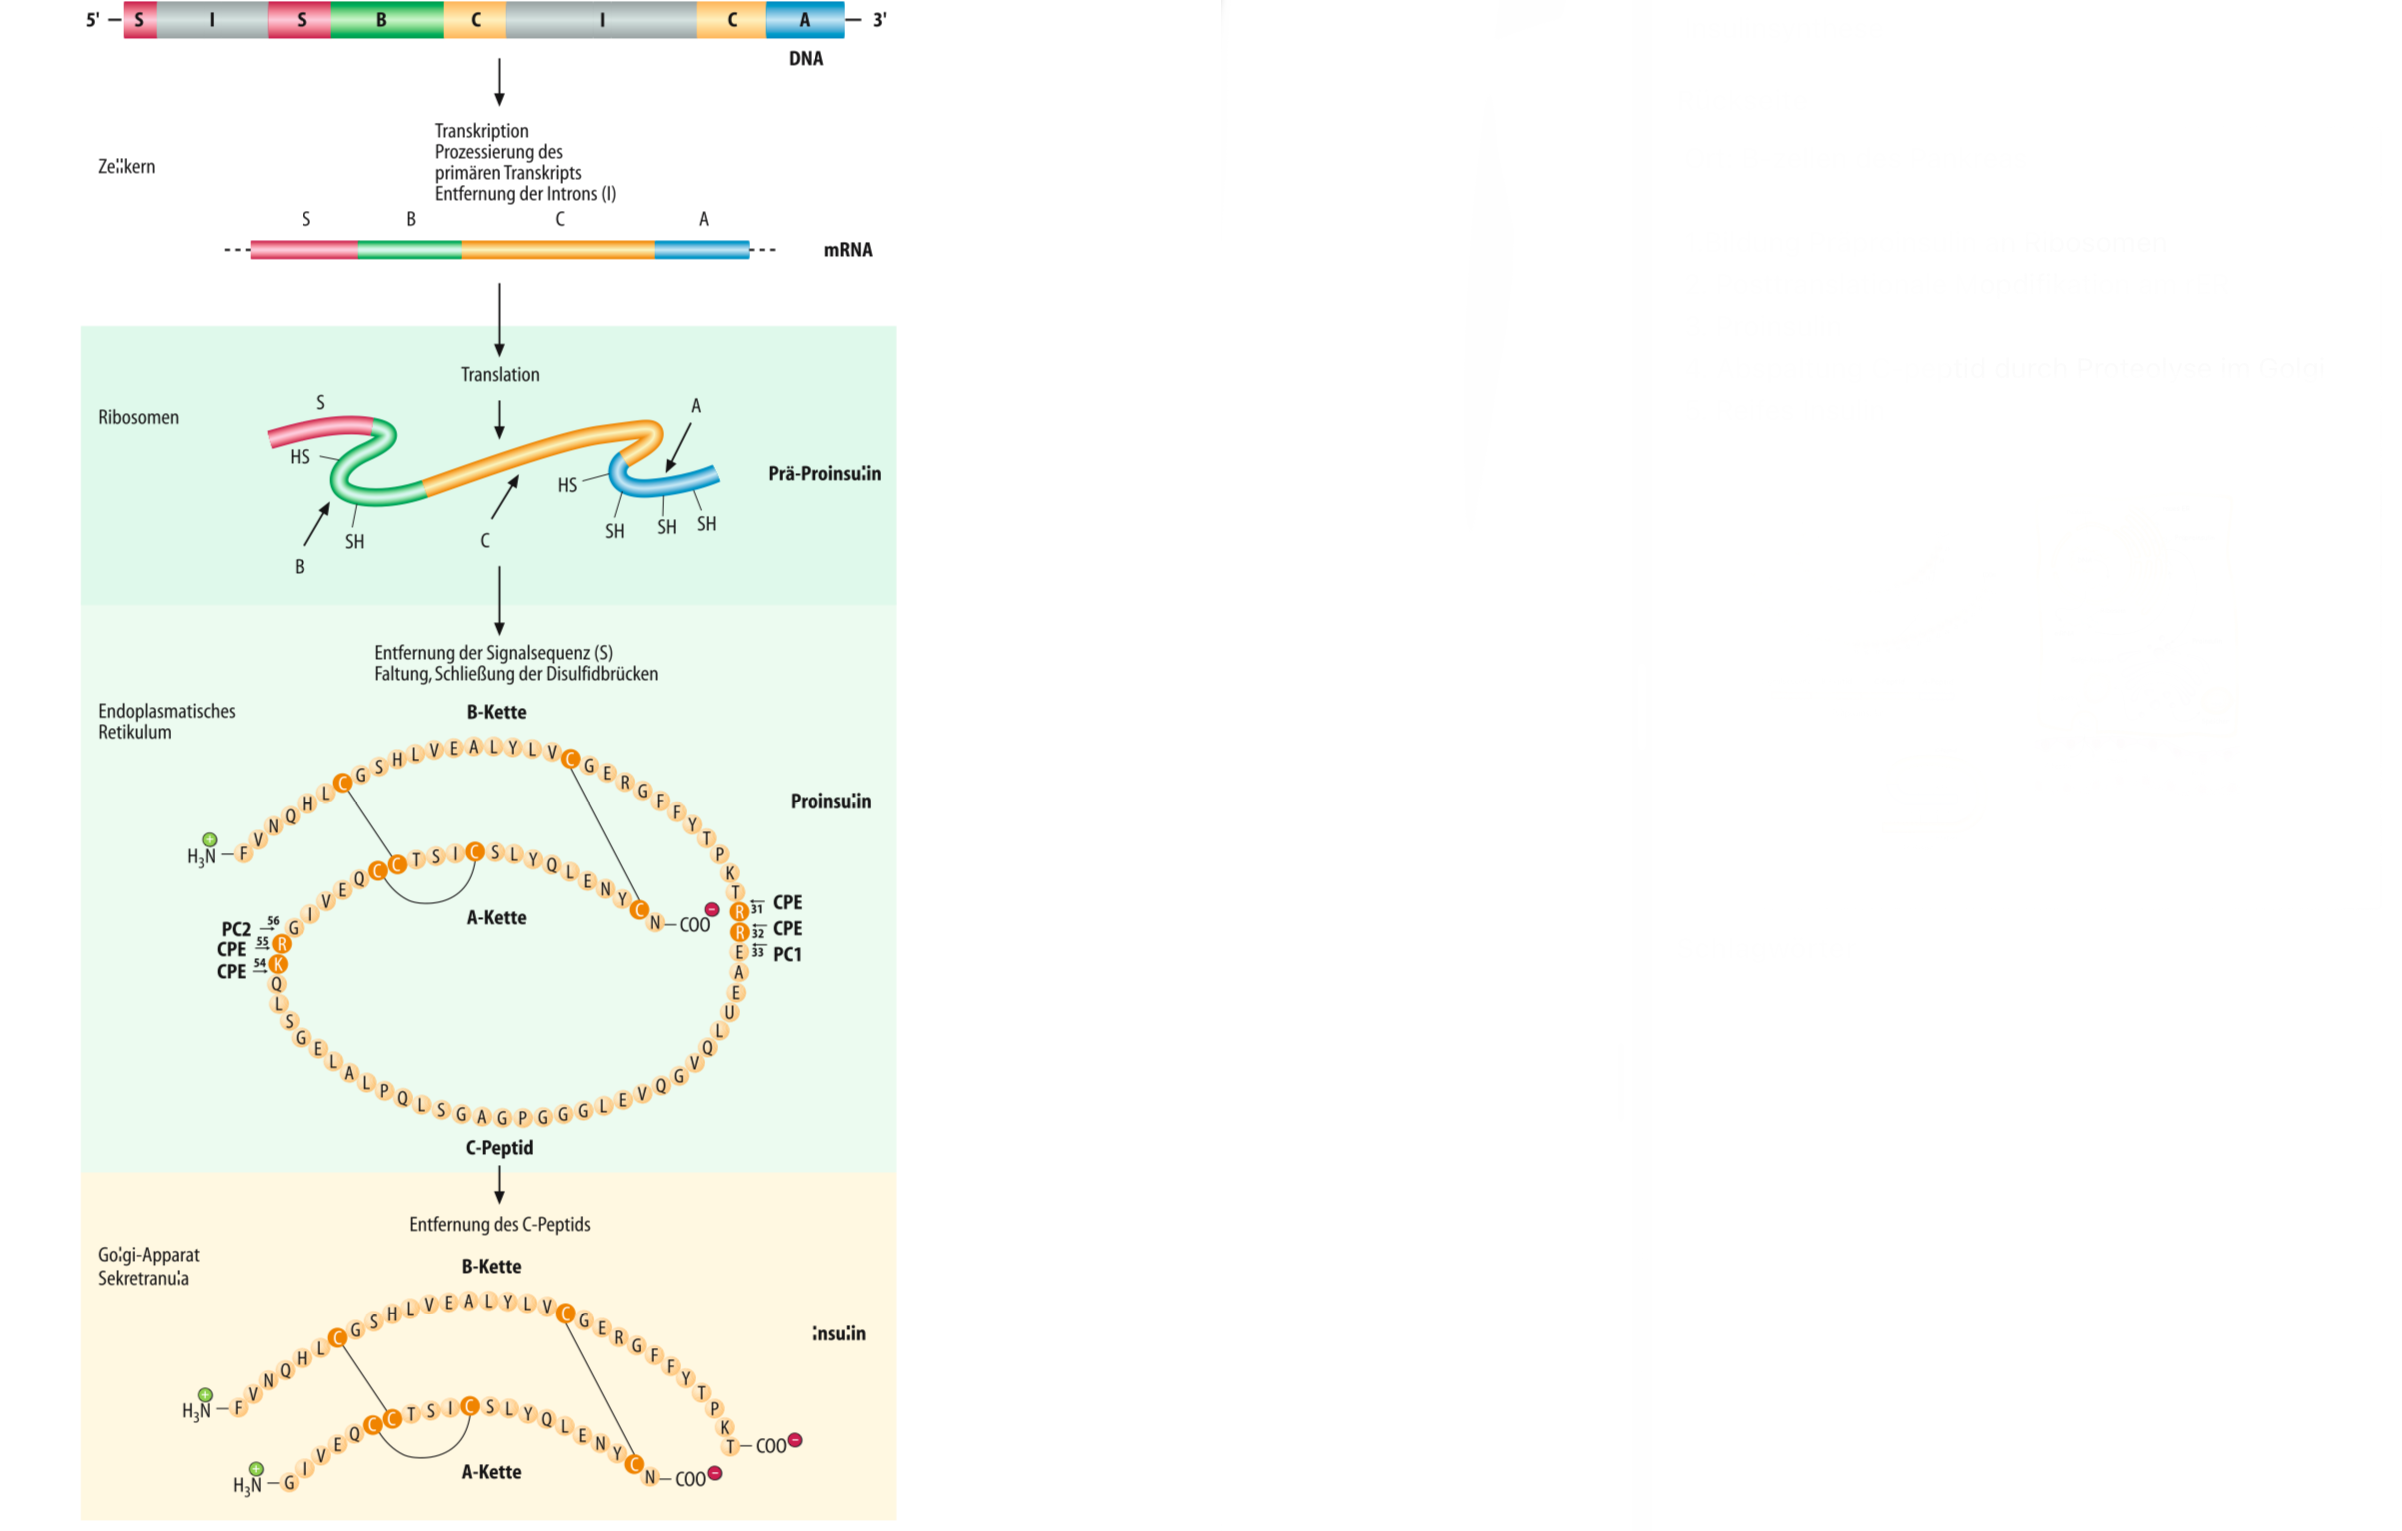 5' S I S B C I C A 3'
DNA
Transkription
Prozessierung des
primären Transkripts
Entfernung der Introns (I)
Zellkern
S B C A
mRNA
Translation
Ribosomen
S
A
HS
HS
Prä-Proinsulin
SH
SH
SH
SH
C
B
Entfernung der Signalsequenz (S)
Faltung, Schließung der Disulfidbrücken
Endoplasmatisches
Retikulum
B-Kette
Proinsulin
H3N + F V N Q H L C G S H L V E A L Y L V C G E R G F F Y T P K T R R E A E U L Q V G Q V E L G G G P G A G S L Q P L A L E G S L Q K R G I V E Q C C T S I C S L Y Q L E N Y C N COO −
A-Kette
31 CPE
32 CPE
33 PC1
PC2 56
CPE 55
CPE 54
C-Peptid
Entfernung des C-Peptids
Golgi-Apparat
Sekretranula
B-Kette
Insulin
H3N + F V N Q H L C G S H L V E A L Y L V C G E R G F F Y T P K T COO −
H3N + G I V E Q C C T S I C S L Y Q L E N Y C N COO −
A-Kette